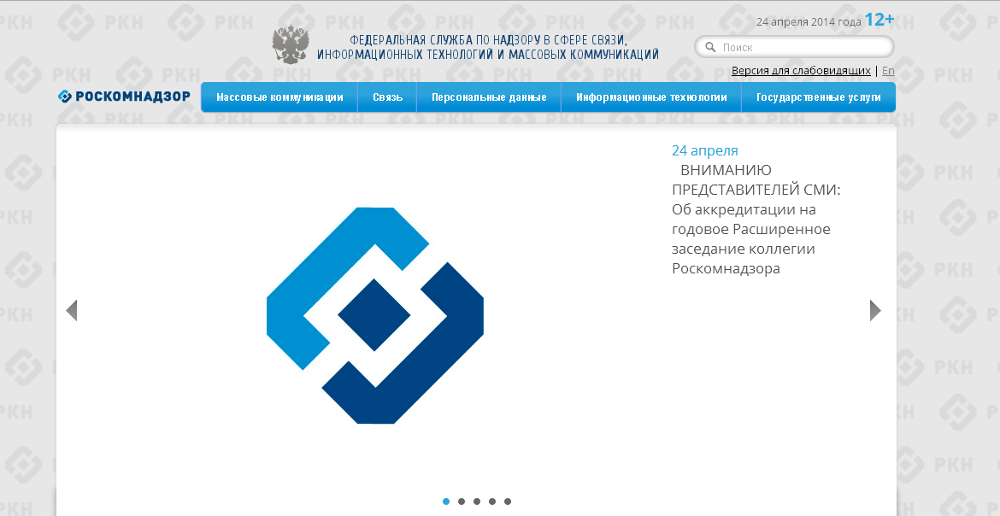 24 апреля 2014 года 12+
ФЕДЕРАЛЬНАЯ СЛУЖБА ПО НАДЗОРУ В СФЕРЕ СВЯЗИ,
ИНФОРМАЦИОННЫХ ТЕХНОЛОГИЙ И МАССОВЫХ КОММУНИКАЦИЙ
Поиск
Версия для слабовидящих | En
РОСКОМНАДЗОР
Массовые коммуникации
Связь
Персональные данные
Информационные технологии
Государственные услуги
24 апреля
ВНИМАНИЮ
ПРЕДСТАВИТЕЛЕЙ СМИ:
Об аккредитации на
годовое Расширенное
заседание коллегии
Роскомнадзора